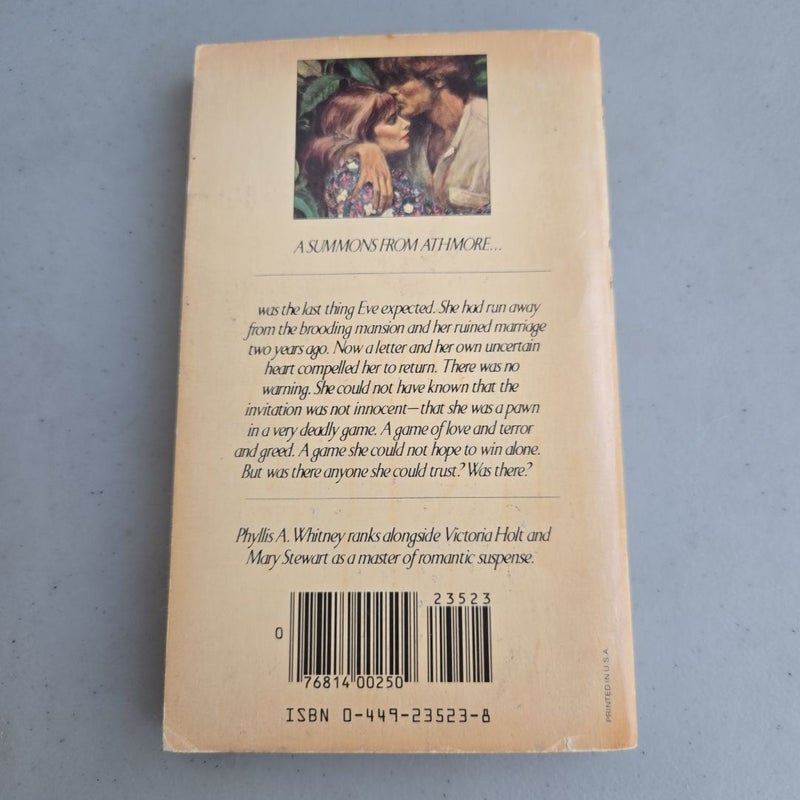 A SUMMONS FROM ATHMORE...
was the last thing Eve expected. She had run away
from the brooding mansion and her ruined marriage
two years ago. Now a letter and her own uncertain
heart compelled her to return. There was no
warning. She could not have known that the
invitation was not innocent—that she was a pawn
in a very deadly game. A game of love and terror
and greed. A game she could not hope to win alone.
But was there anyone she could trust? Was there?
Phyllis A. Whitney ranks alongside Victoria Holt and
Mary Stewart as a master of romantic suspense.
23523
0
76814 00250
ISBN 0-449-23523-8
PRINTED IN U.S.A.